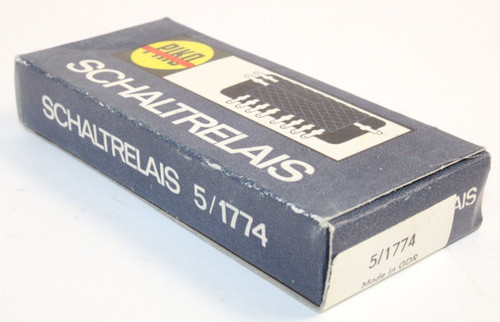 PIKO
SCHALTRELAIS
SCHALTRELAIS 5/1774
5/1774
Made in GDR
AIS